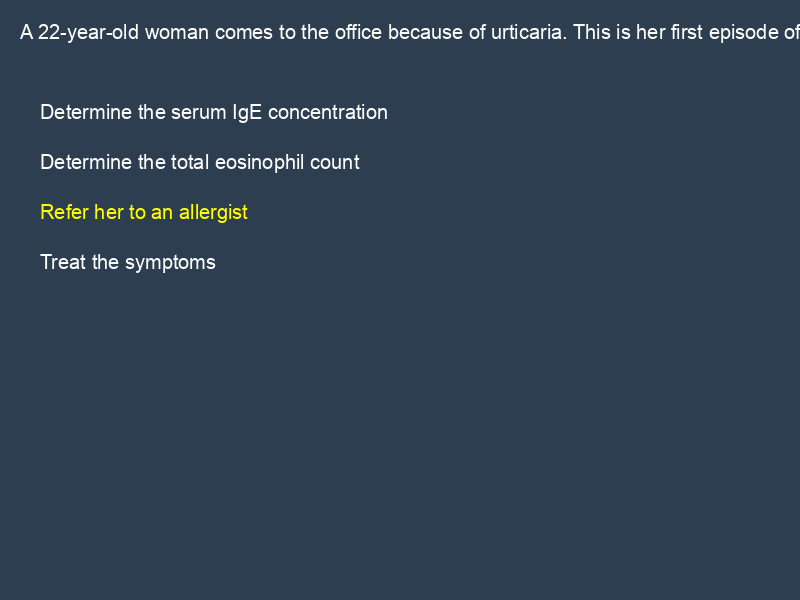 A 22-year-old woman comes to the office because of urticaria. This is her first episode of
Determine the serum IgE concentration
Determine the total eosinophil count
Refer her to an allergist
Treat the symptoms